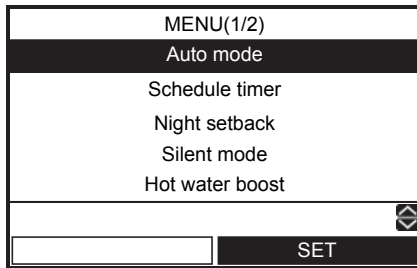 MENU(1/2)
Auto mode
Schedule timer
Night setback
Silent mode
Hot water boost
SET